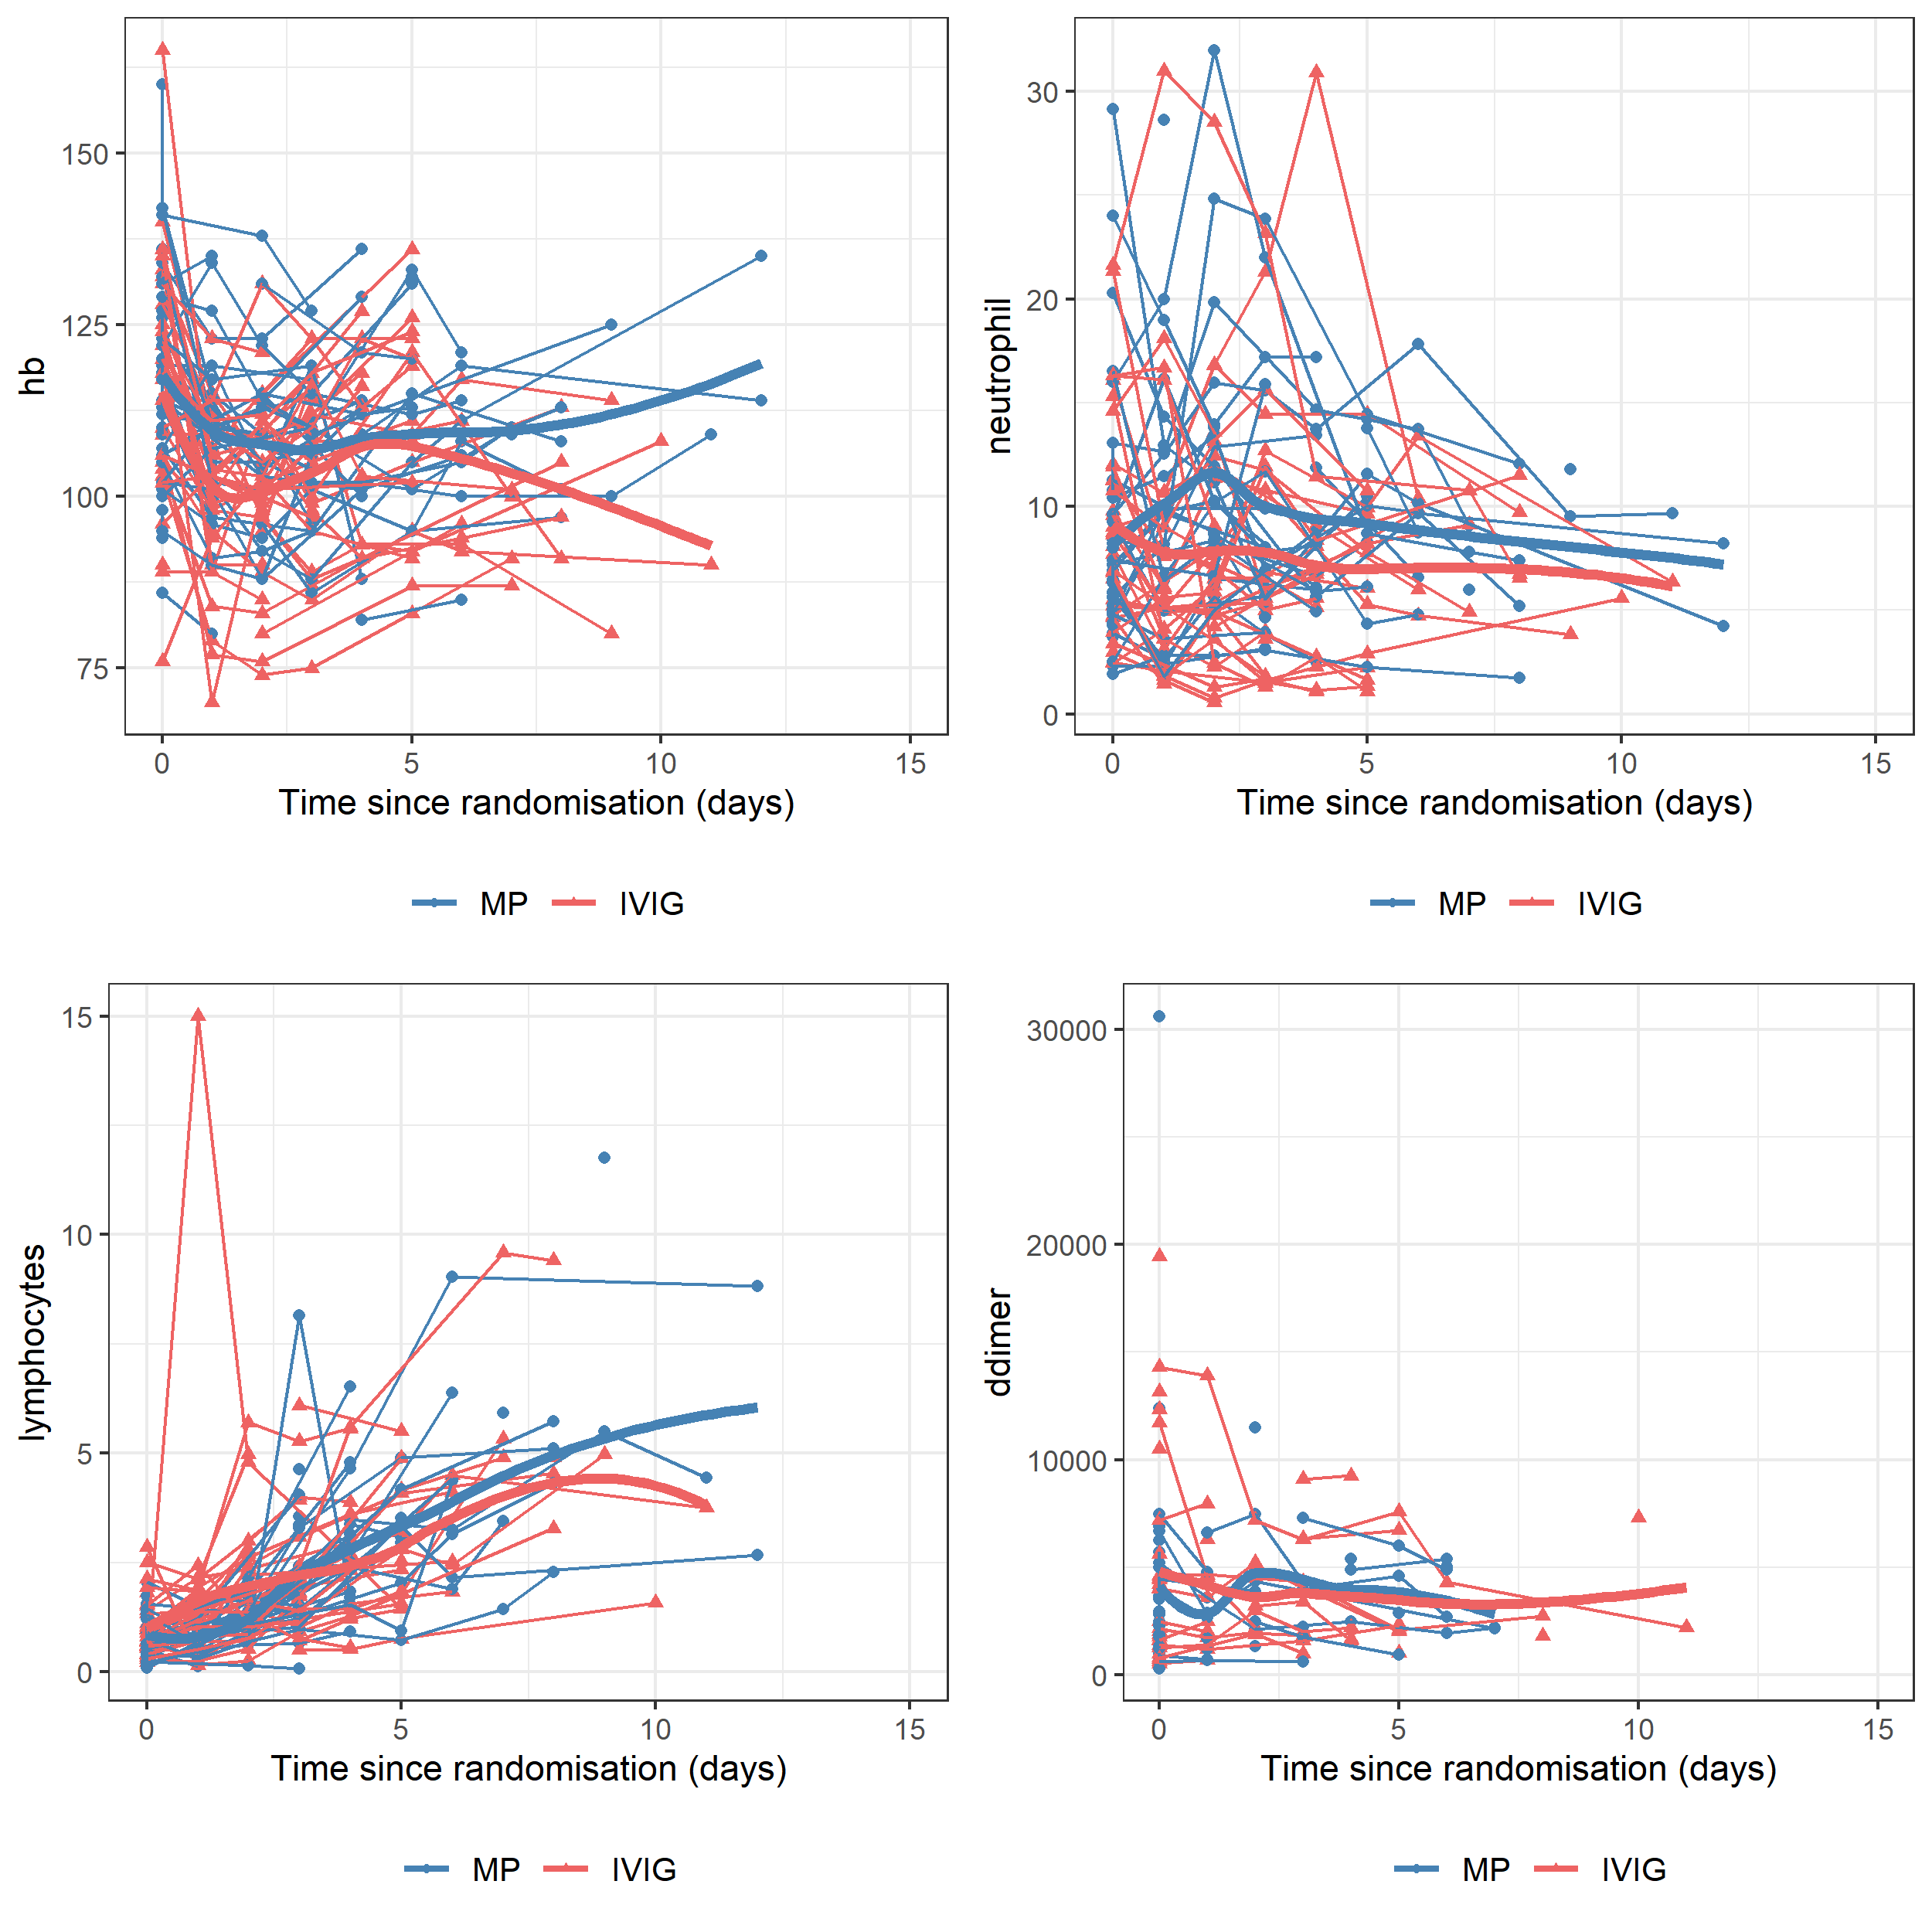 hb
150
125
100
75
0 5 10 15
Time since randomisation (days)
MP IVIG
neutrophil
30
20
10
0
0 5 10 15
Time since randomisation (days)
MP IVIG
lymphocytes
15
10
5
0
0 5 10 15
Time since randomisation (days)
MP IVIG
ddimer
30000
20000
10000
0
0 5 10 15
Time since randomisation (days)
MP IVIG